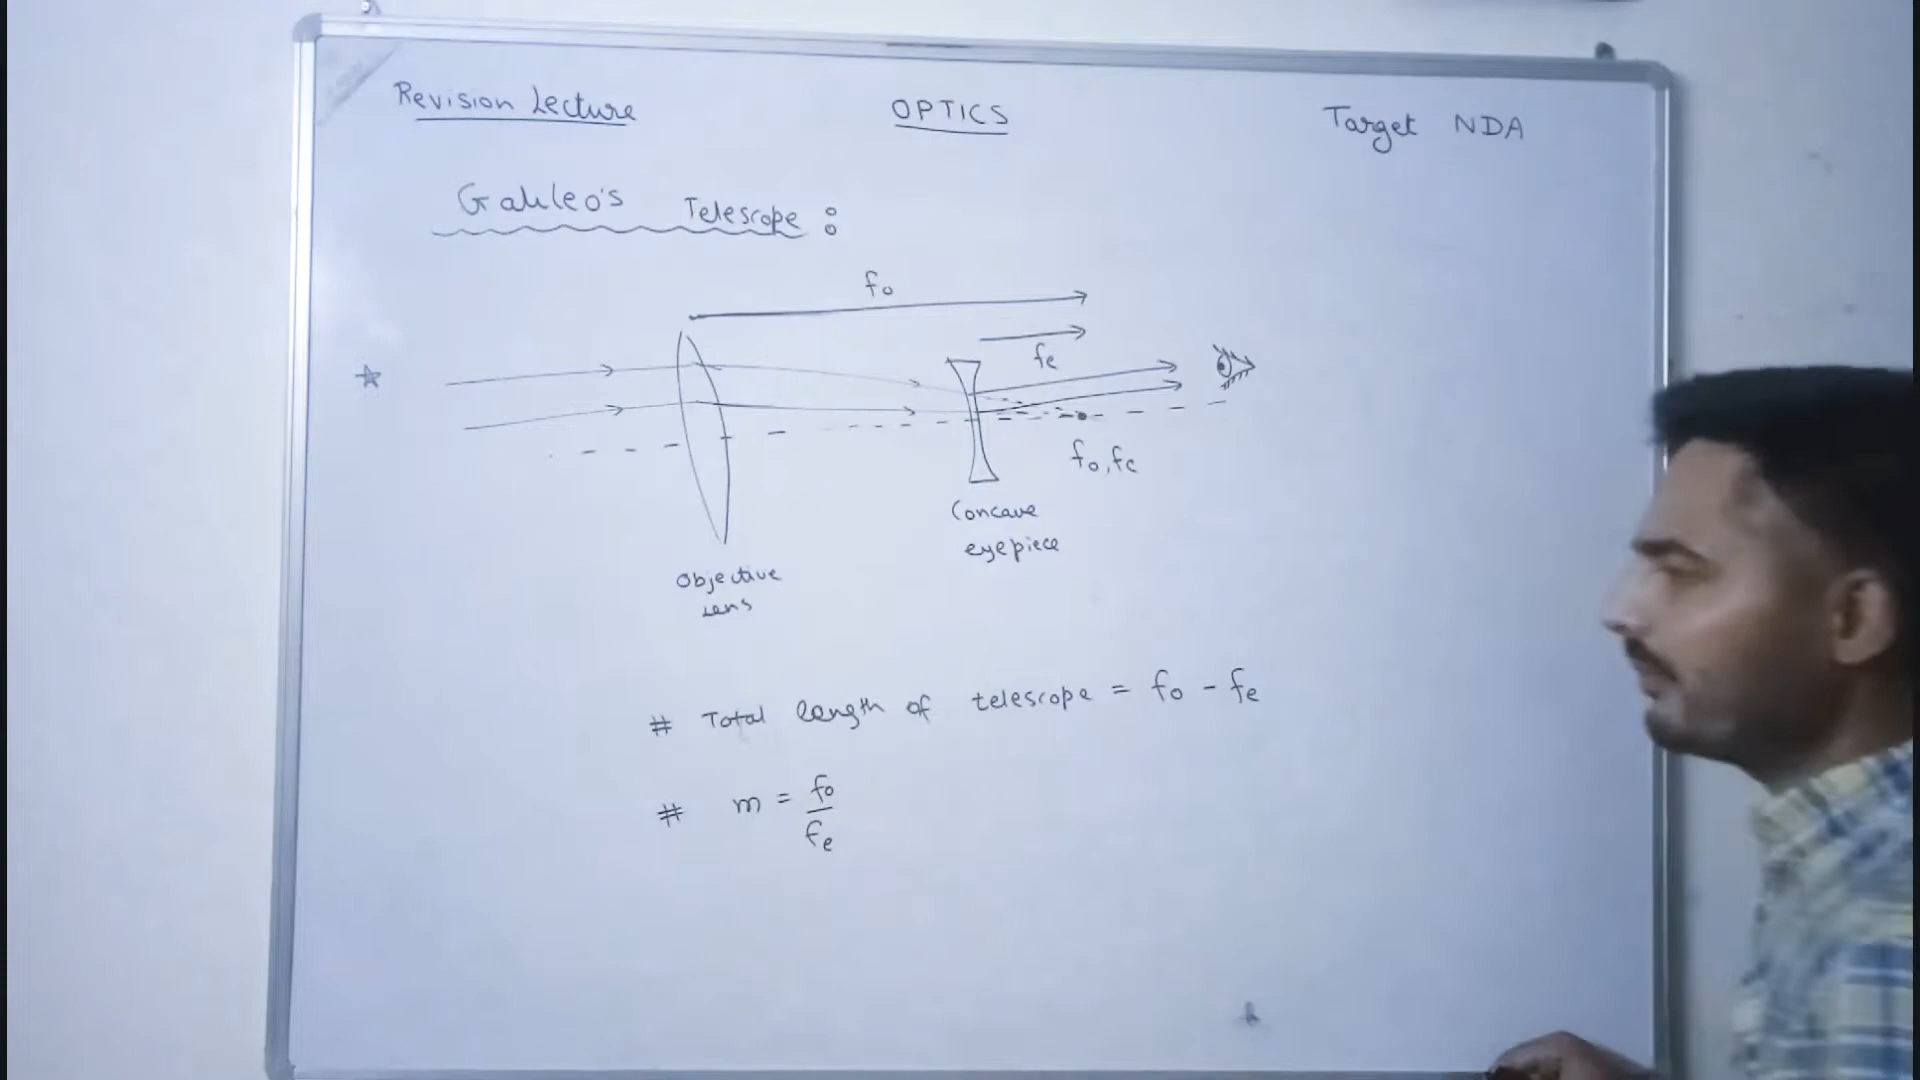 Revision Lecture
OPTICS
Target NDA
Galileo's Telescope :
fo
fe
fo, fe
Concave
eyepiece
Objective
Lens
# Total length of telescope = fo - fe
# m = fo
fe